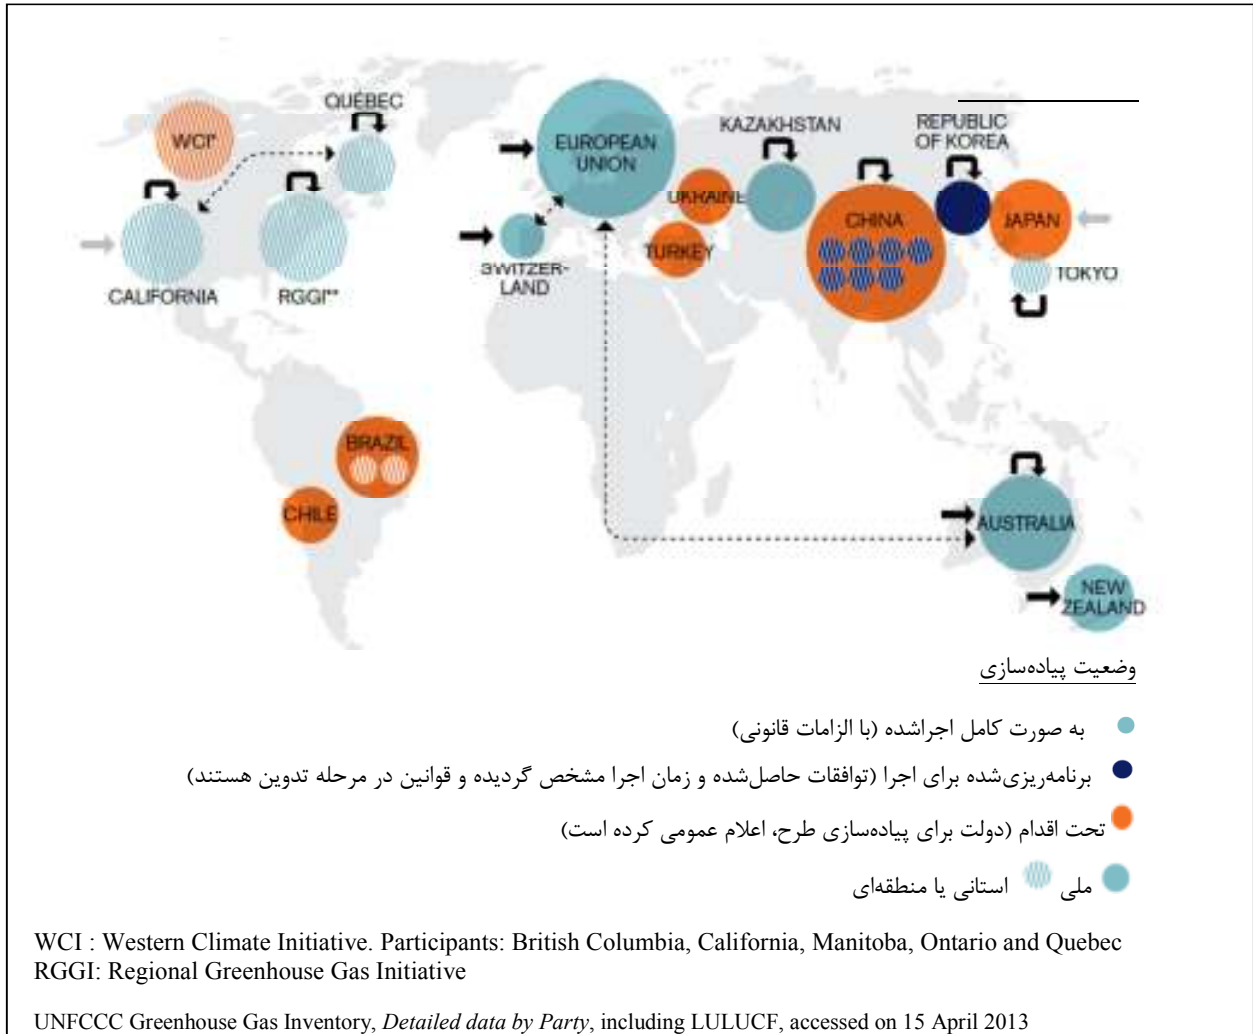 QUÉBEC
WCI*
CALIFORNIA
RGGI**
EUROPEAN
UNION
SWITZER-
LAND
UKRAINE
TURKEY
KAZAKHSTAN
CHINA
REPUBLIC
OF KOREA
JAPAN
TOKYO
BRAZIL
CHILE
AUSTRALIA
NEW
ZEALAND
وضعیت پیاده‌سازی
به صورت کامل اجراشده (با الزامات قانونی)
برنامه‌ریزی‌شده برای اجرا (توافقات حاصل‌شده و زمان اجرا مشخص گردیده و قوانین در مرحله تدوین هستند)
تحت اقدام (دولت برای پیاده‌سازی طرح، اعلام عمومی کرده است)
ملی استانی یا منطقه‌ای
WCI : Western Climate Initiative. Participants: British Columbia, California, Manitoba, Ontario and Quebec
RGGI: Regional Greenhouse Gas Initiative
UNFCCC Greenhouse Gas Inventory, Detailed data by Party, including LULUCF, accessed on 15 April 2013